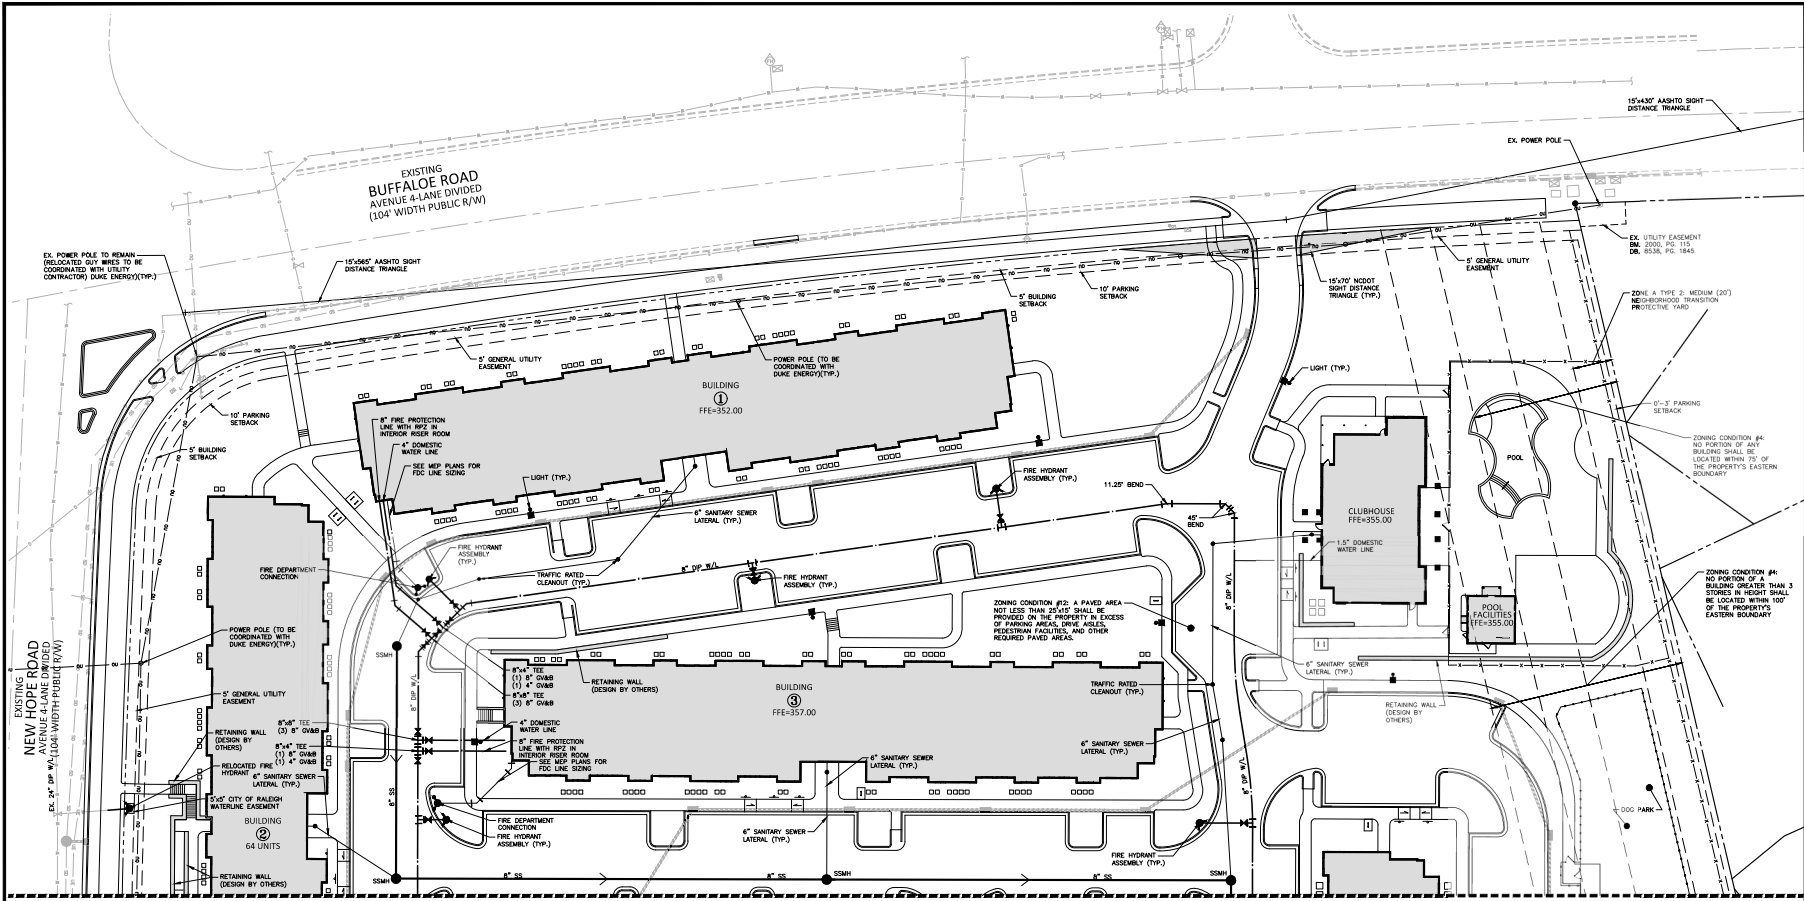 15'x430' AASHTO SIGHT
DISTANCE TRIANGLE
EX. POWER POLE
EXISTING
BUFFALOE ROAD
AVENUE 4-LANE DIVIDED
(104' WIDTH PUBLIC R/W)
EX. POWER POLE TO REMAIN
(RELOCATED GUY WIRES TO BE
COORDINATED WITH UTILITY
CONTRACTOR) DUKE ENERGY)(TYP.)
15'x565' AASHTO SIGHT
DISTANCE TRIANGLE
EX. UTILITY EASEMENT
BM. 2000, PG. 115
DB. 8538, PG. 1645
5' GENERAL UTILITY
EASEMENT
15'x70' NCDOT
SIGHT DISTANCE
TRIANGLE (TYP.)
10' PARKING
SETBACK
5' BUILDING
SETBACK
ZONE A TYPE 2: MEDIUM (20')
NEIGHBORHOOD TRANSITION
PROTECTIVE YARD
5' GENERAL UTILITY
EASEMENT
POWER POLE (TO BE
COORDINATED WITH
DUKE ENERGY)(TYP.)
LIGHT (TYP.)
BUILDING
1
FFE=352.00
10' PARKING
SETBACK
0'-3' PARKING
SETBACK
8" FIRE PROTECTION
LINE WITH RPZ IN
INTERIOR RISER ROOM
4" DOMESTIC
WATER LINE
SEE MEP PLANS FOR
FDC LINE SIZING
5' BUILDING
SETBACK
ZONING CONDITION #4:
NO PORTION OF ANY
BUILDING SHALL BE
LOCATED WITHIN 75' OF
THE PROPERTY'S EASTERN
BOUNDARY
POOL
LIGHT (TYP.)
FIRE HYDRANT
ASSEMBLY (TYP.)
11.25° BEND
45°
BEND
6" SANITARY SEWER
LATERAL (TYP.)
CLUBHOUSE
FFE=355.00
1.5" DOMESTIC
WATER LINE
FIRE HYDRANT
ASSEMBLY
(TYP.)
FIRE DEPARTMENT
CONNECTION
TRAFFIC RATED
CLEANOUT (TYP.)
8" DIP W/L
FIRE HYDRANT
ASSEMBLY (TYP.)
8" DIP W/L
ZONING CONDITION #4:
NO PORTION OF A
BUILDING GREATER THAN 3
STORIES IN HEIGHT SHALL
BE LOCATED WITHIN 100'
OF THE PROPERTY'S
EASTERN BOUNDARY
ZONING CONDITION #12: A PAVED AREA
NOT LESS THAN 25'x15' SHALL BE
PROVIDED ON THE PROPERTY IN EXCESS
OF PARKING AREAS, DRIVE AISLES,
PEDESTRIAN FACILITIES, AND OTHER
REQUIRED PAVED AREAS.
POOL
FACILITIES
FFE=355.00
POWER POLE (TO BE
COORDINATED WITH
DUKE ENERGY)(TYP.)
SSMH
EXISTING
NEW HOPE ROAD
AVENUE 4-LANE DIVIDED
(104' WIDTH PUBLIC R/W)
EX. 24" DIP W/L
8"x4" TEE
(1) 8" GV&B
(1) 4" GV&B
8"x8" TEE
(3) 8" GV&B
RETAINING WALL
(DESIGN BY OTHERS)
BUILDING
3
FFE=357.00
TRAFFIC RATED
CLEANOUT (TYP.)
6" SANITARY SEWER
LATERAL (TYP.)
RETAINING WALL
(DESIGN BY
OTHERS)
5' GENERAL UTILITY
EASEMENT
8" DIP W/L
8"x8" TEE
(3) 8" GV&B
8"x4" TEE
(1) 8" GV&B
(1) 4" GV&B
4" DOMESTIC
WATER LINE
8" FIRE PROTECTION
LINE WITH RPZ IN
INTERIOR RISER ROOM
SEE MEP PLANS FOR
FDC LINE SIZING
RETAINING WALL
(DESIGN BY
OTHERS)
RELOCATED FIRE
HYDRANT
6" SANITARY SEWER
LATERAL (TYP.)
5'x5' CITY OF RALEIGH
WATERLINE EASEMENT
6" SANITARY SEWER
LATERAL (TYP.)
6" SANITARY SEWER
LATERAL (TYP.)
8" DIP W/L
8" SS
BUILDING
2
64 UNITS
FIRE DEPARTMENT
CONNECTION
FIRE HYDRANT
ASSEMBLY (TYP.)
6" SANITARY SEWER
LATERAL (TYP.)
FIRE HYDRANT
ASSEMBLY (TYP.)
DOG PARK
RETAINING WALL
(DESIGN BY OTHERS)
SSMH
8" SS
8" SS
SSMH
8" SS
SSMH